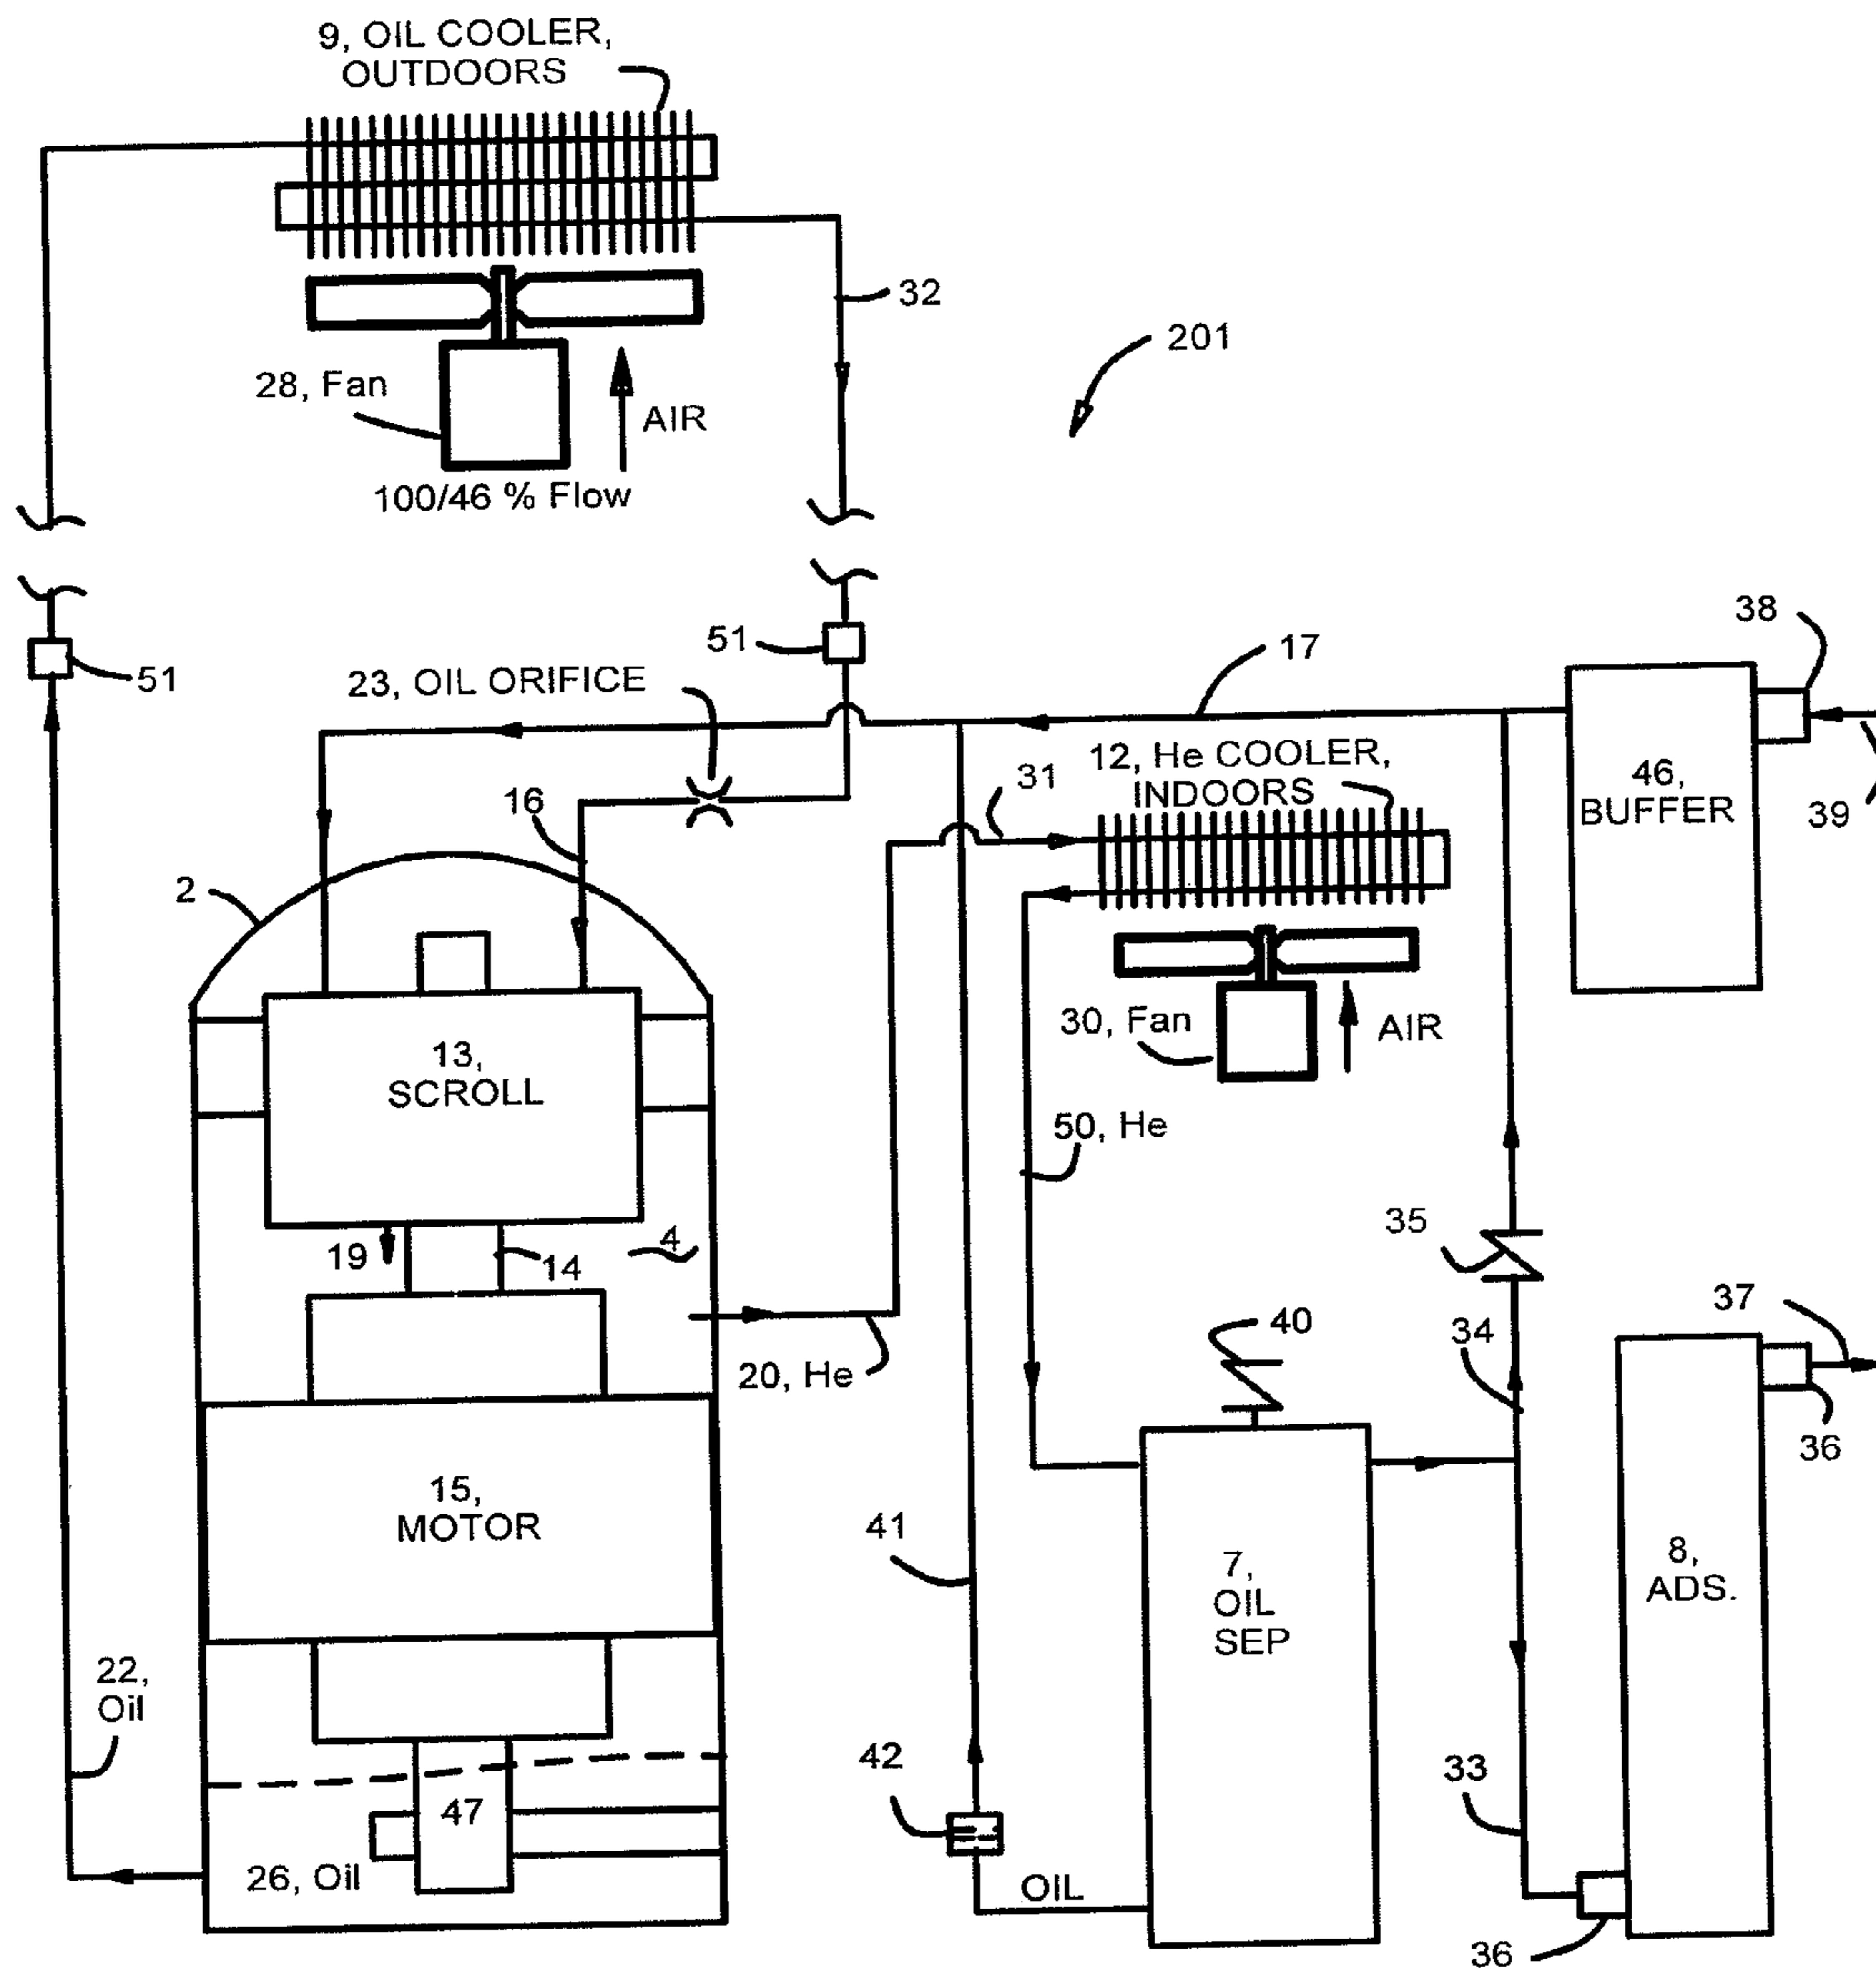 9, OIL COOLER,
OUTDOORS
32
201
28, Fan
AIR
100/46 % Flow
51
51
38
17
23, OIL ORIFICE
12, He COOLER,
INDOORS
31
46,
BUFFER
39
16
2
30, Fan
AIR
13,
SCROLL
50, He
35
19
14
4
37
40
34
20, He
36
15,
MOTOR
41
7,
OIL
SEP
8,
ADS.
22,
Oil
42
33
47
26, Oil
OIL
36